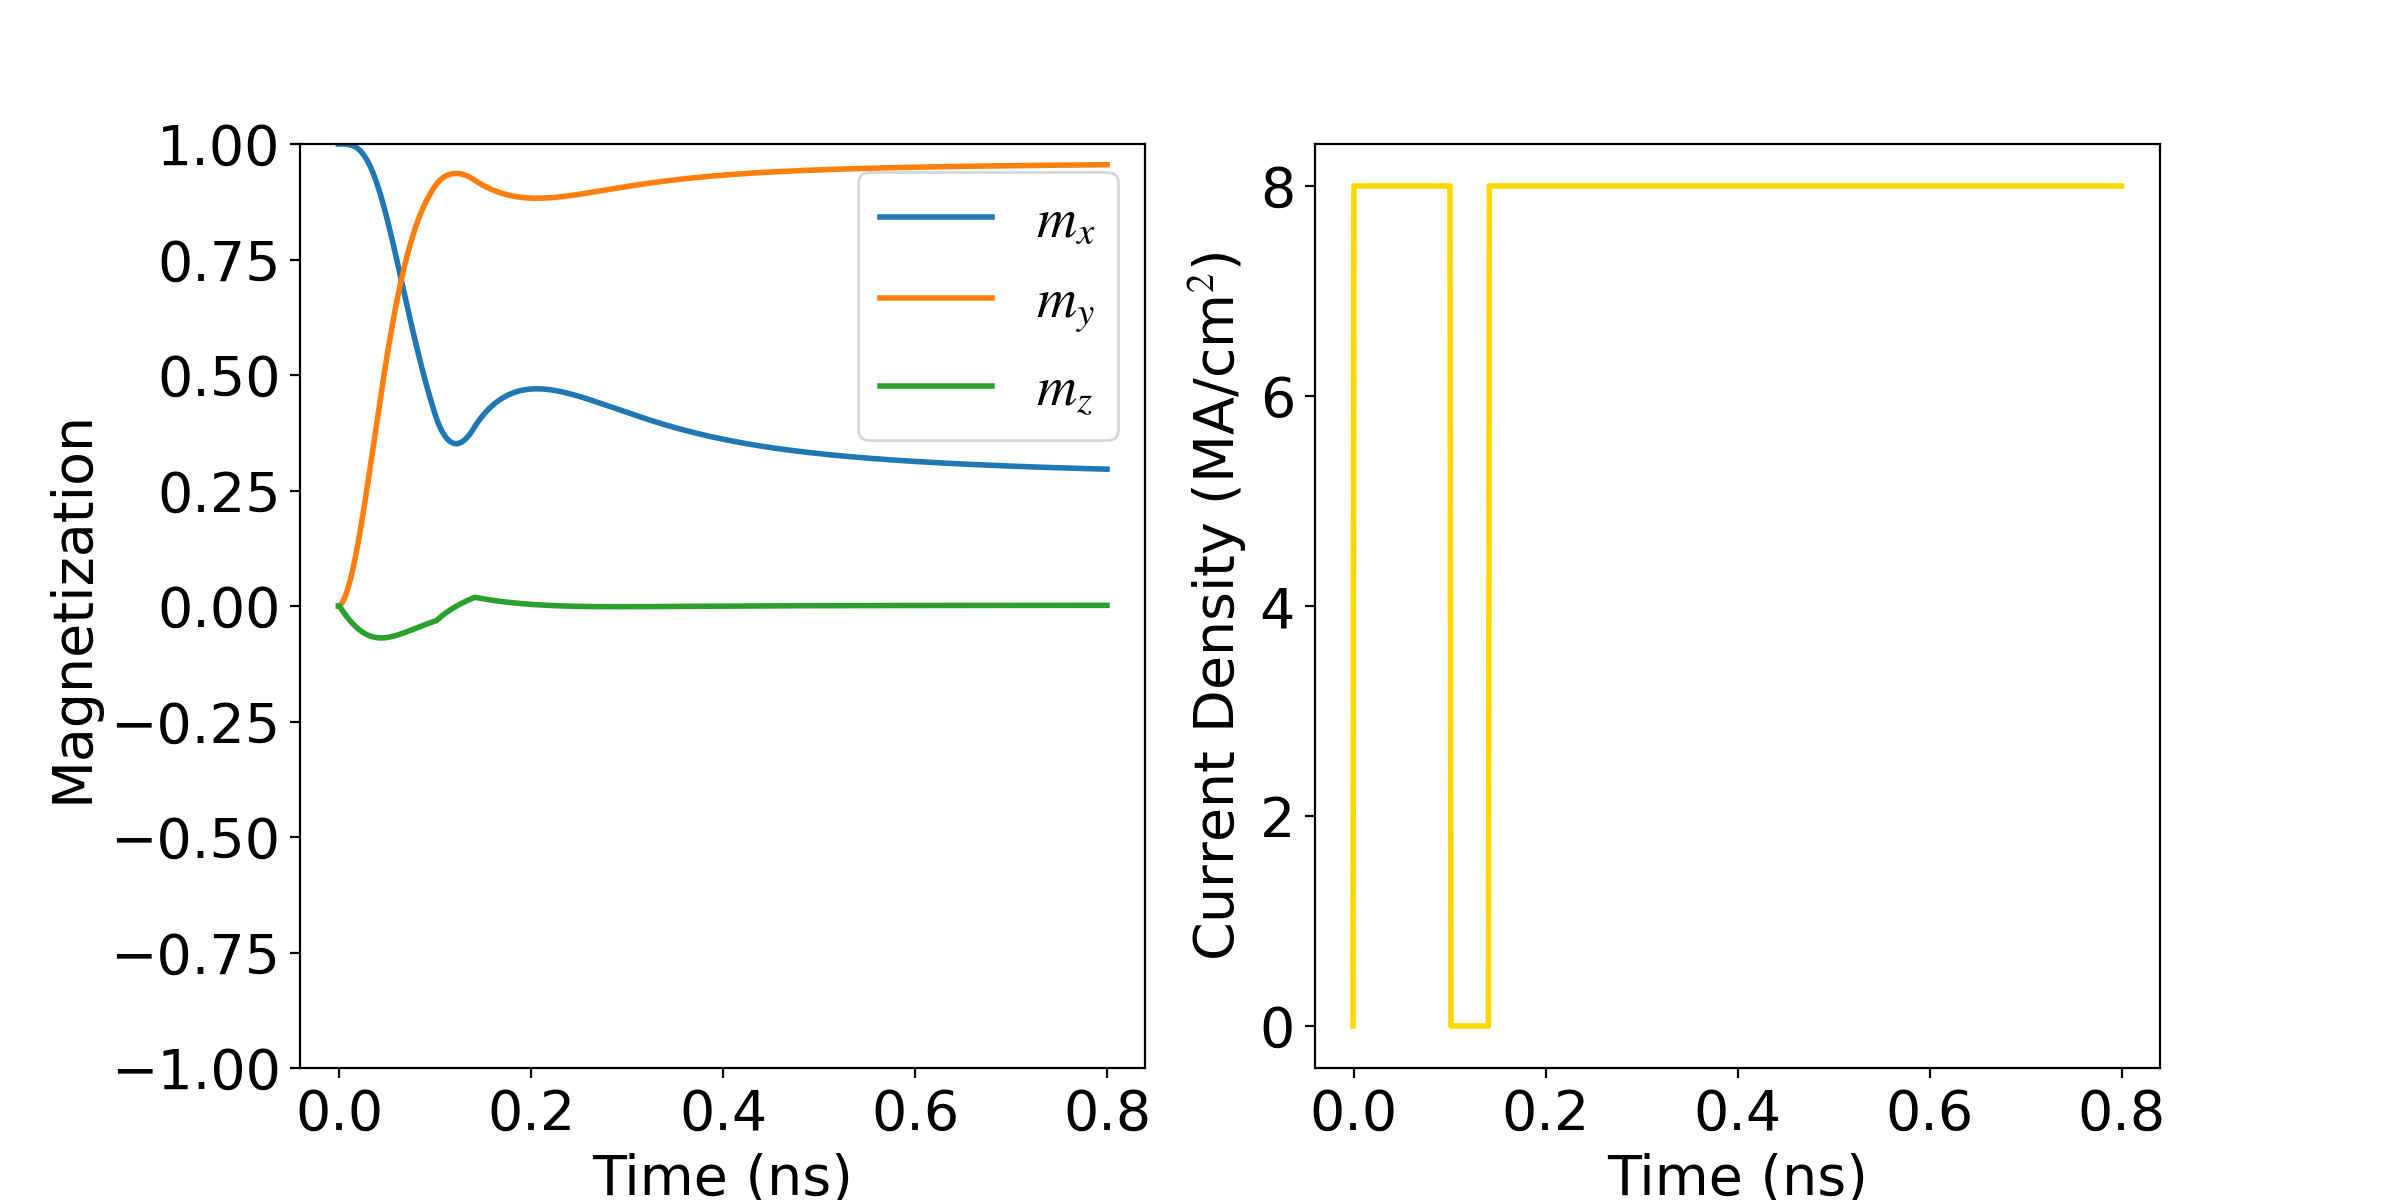 1.00
0.75
0.50
0.25
0.00
−0.25
−0.50
−0.75
−1.00
Magnetization
0.0 0.2 0.4 0.6 0.8
Time (ns)
m_x
m_y
m_z
8
6
4
2
0
Current Density (MA/cm²)
0.0 0.2 0.4 0.6 0.8
Time (ns)